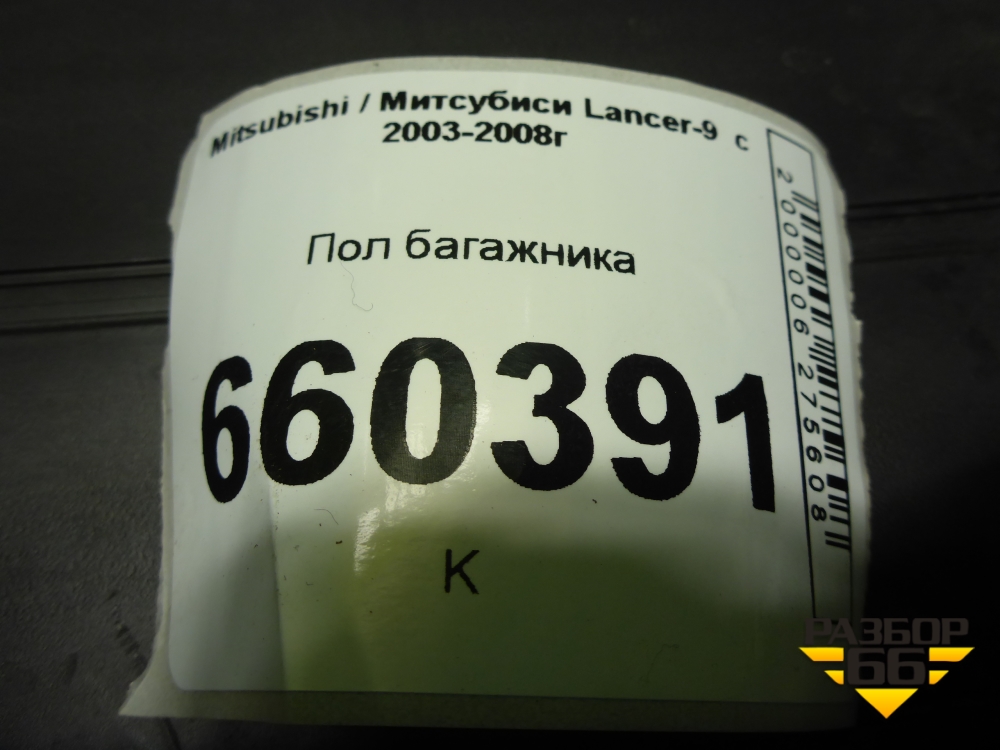 Mitsubishi / Митсубиси Lancer-9 с
2003-2008г
Пол багажника
660391
К
2000006275608
РАЗБОР
66